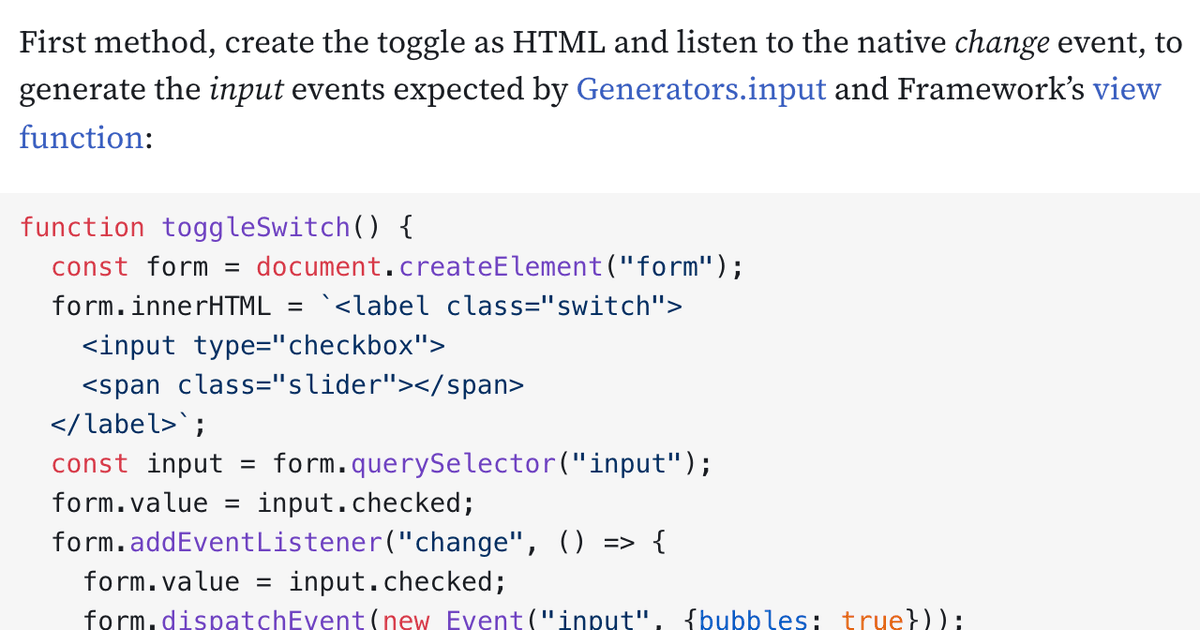 First method, create the toggle as HTML and listen to the native change event, to
generate the input events expected by Generators.input and Framework’s view
function:
function toggleSwitch() {
  const form = document.createElement("form");
  form.innerHTML = `<label class="switch">
    <input type="checkbox">
    <span class="slider"></span>
  </label>`;
  const input = form.querySelector("input");
  form.value = input.checked;
  form.addEventListener("change", () => {
    form.value = input.checked;
    form.dispatchEvent(new Event("input", {bubbles: true}));